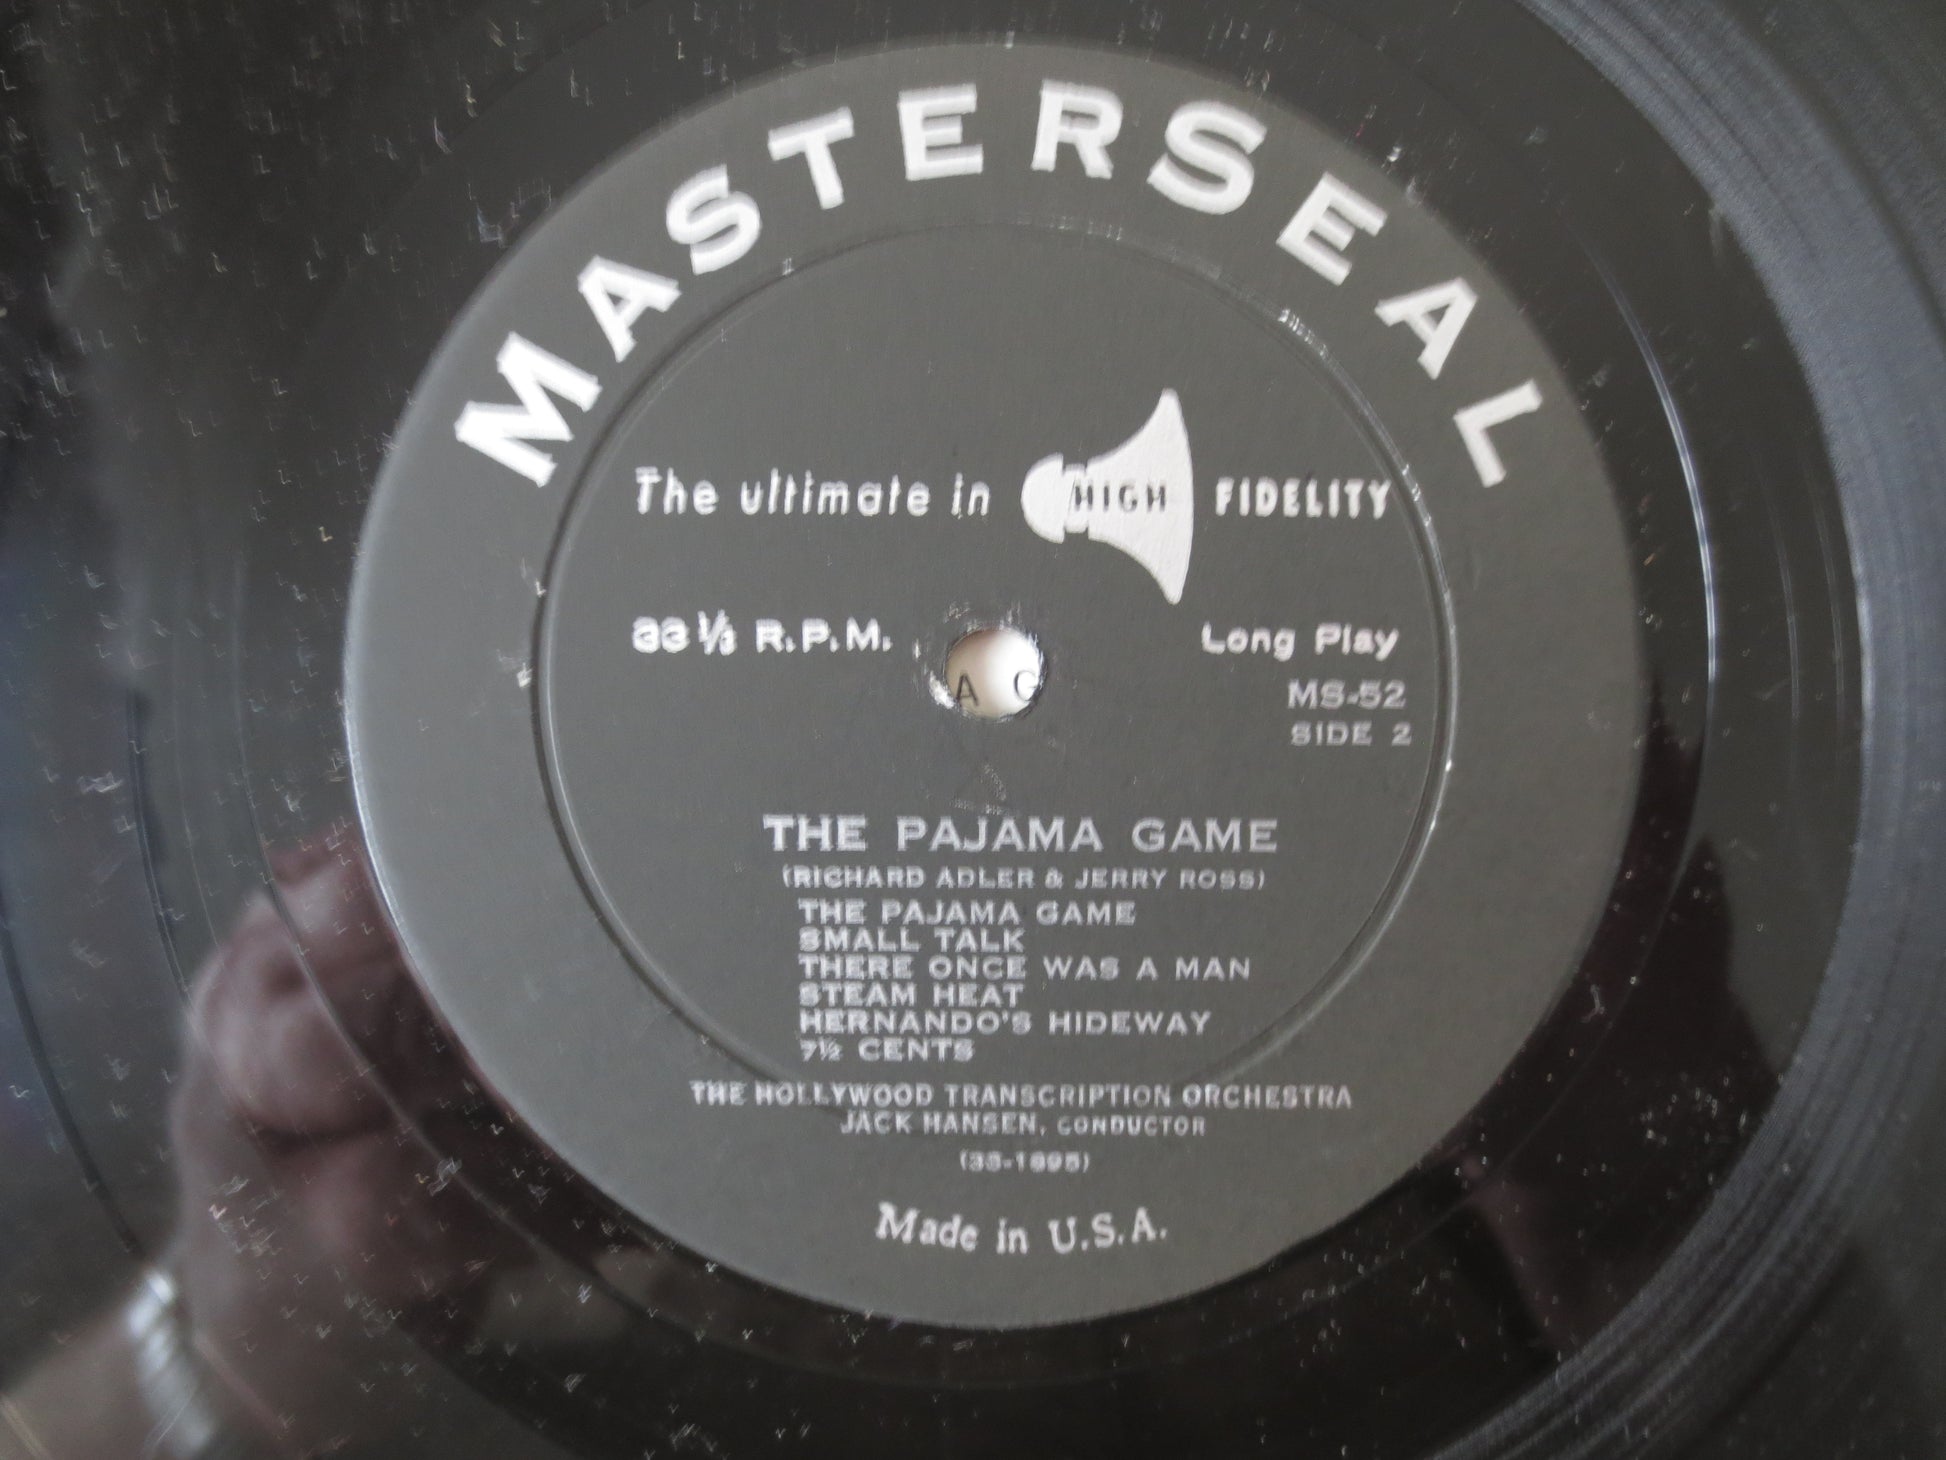 MASTERSEAL
The ultimate in HIGH FIDELITY
33 1/3 R.P.M.
Long Play
MS-52
SIDE 2
A G
THE PAJAMA GAME
(RICHARD ADLER & JERRY ROSS)
THE PAJAMA GAME
SMALL TALK
THERE ONCE WAS A MAN
STEAM HEAT
HERNANDO'S HIDEWAY
7½ CENTS
THE HOLLYWOOD TRANSCRIPTION ORCHESTRA
JACK HANSEN, CONDUCTOR
(33-1895)
Made in U.S.A.